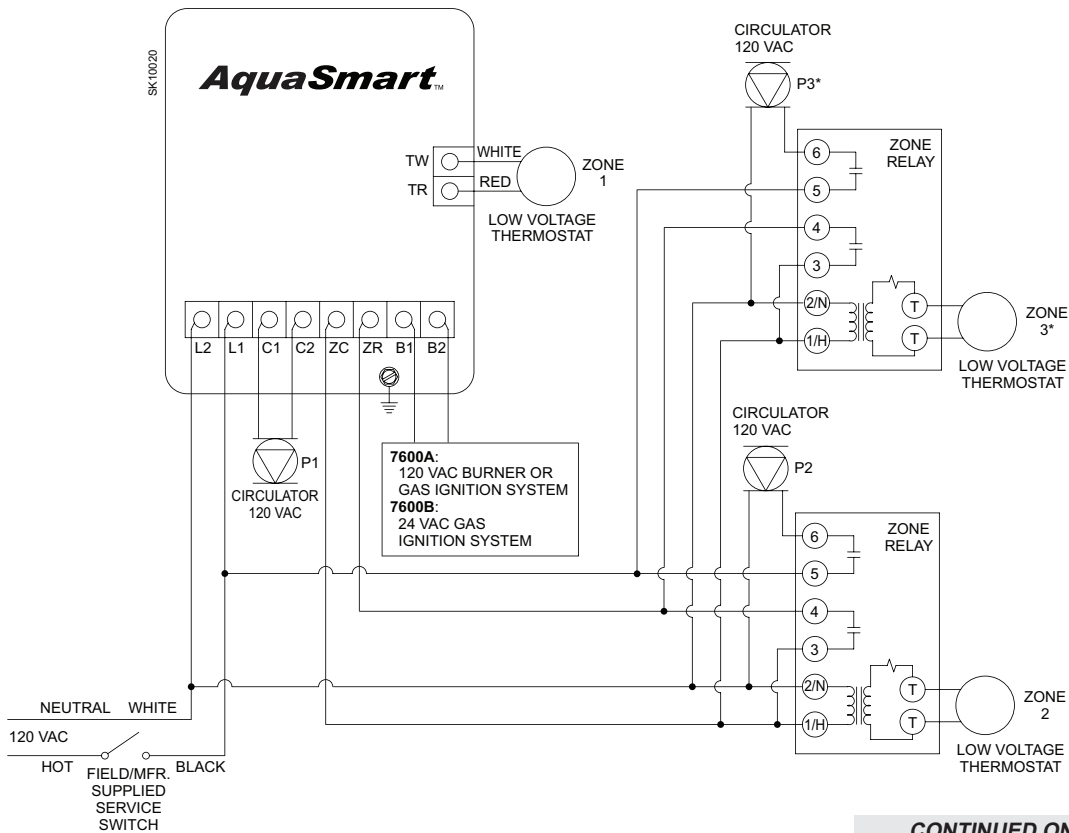 SK10020
AquaSmart™
TW
WHITE
TR
RED
ZONE
1
LOW VOLTAGE
THERMOSTAT
L2 L1 C1 C2 ZC ZR B1 B2
P1
CIRCULATOR
120 VAC
7600A:
120 VAC BURNER OR
GAS IGNITION SYSTEM
7600B:
24 VAC GAS
IGNITION SYSTEM
CIRCULATOR
120 VAC
P3*
ZONE
RELAY
6
5
4
3
2/N
1/H
T
T
ZONE
3*
LOW VOLTAGE
THERMOSTAT
CIRCULATOR
120 VAC
P2
ZONE
RELAY
6
5
4
3
2/N
1/H
T
T
ZONE
2
LOW VOLTAGE
THERMOSTAT
NEUTRAL WHITE
120 VAC
HOT
BLACK
FIELD/MFR.
SUPPLIED
SERVICE
SWITCH
CONTINUED ON